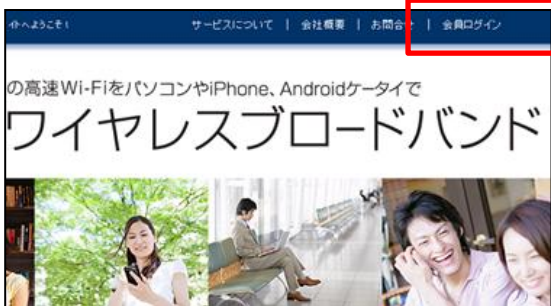 イトへようこそ! サービスについて | 会社概要 | お問合せ | 会員ログイン
の高速Wi-FiをパソコンやiPhone、Androidケータイで
ワイヤレスブロードバンド